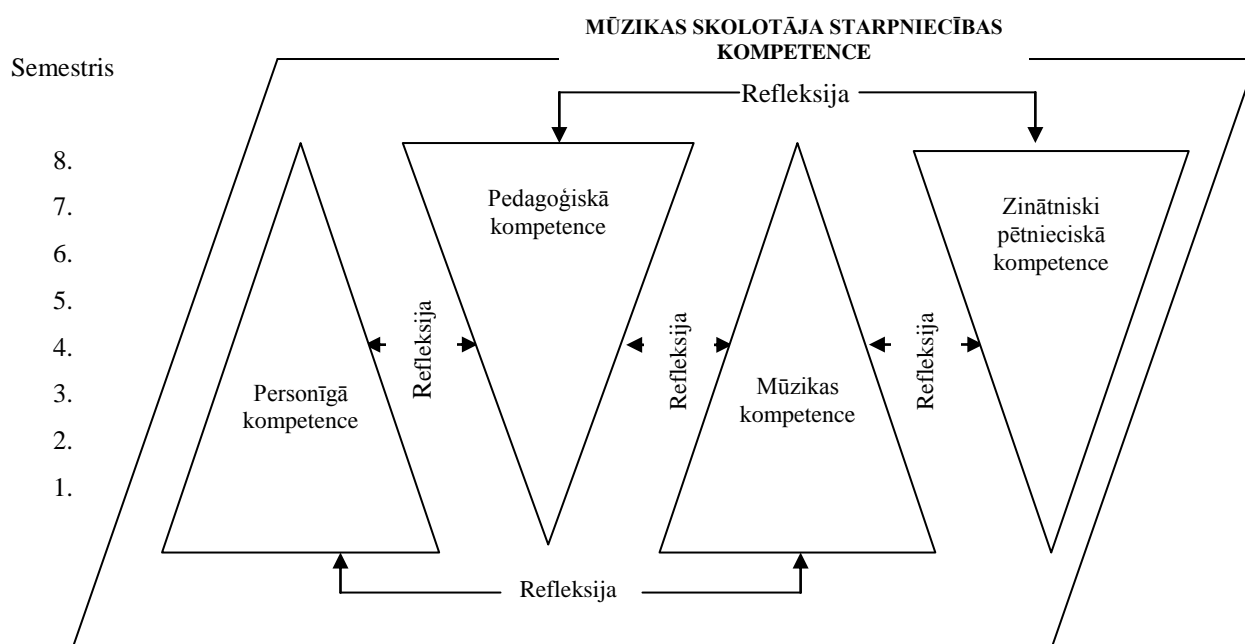 MŪZIKAS SKOLOTĀJA STARPNIECĪBAS
KOMPETENCE
Semestris
Refleksija
8.
7.
6.
5.
4.
3.
2.
1.
Pedagoģiskā
kompetence
Zinātniski
pētnieciskā
kompetence
Refleksija
Refleksija
Refleksija
Personīgā
kompetence
Mūzikas
kompetence
Refleksija